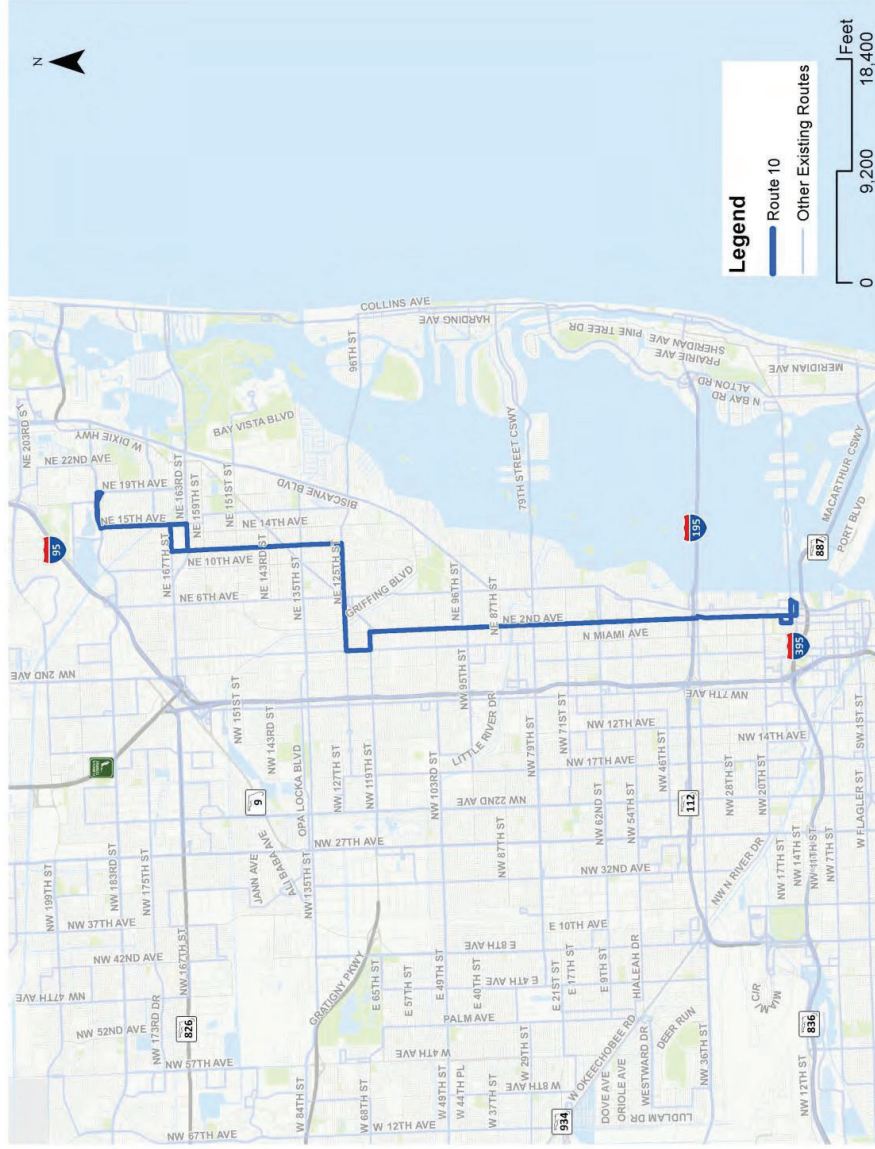 N
Legend
Route 10
Other Existing Routes
Feet
0
9,200
18,400
NE 203RD ST
W DIXIE HWY
NE 22ND AVE
NE 19TH AVE
NE 15TH AVE
NE 163RD ST
NE 159TH ST
NE 151ST ST
NE 14TH AVE
BAY VISTA BLVD
BISCAYNE BLVD
NE 167TH ST
NE 10TH AVE
NE 143RD ST
NE 135TH ST
NE 125TH ST
NE 6TH AVE
GRIFFING BLVD
COLLINS AVE
96TH ST
HARDING AVE
79TH STREET CSWY
PINE TREE DR
SHERIDAN AVE
PRAIRIE AVE
ALTON RD
N BAY RD
MERIDIAN AVE
MACARTHUR CSWY
PORT BLVD
NE 96TH ST
NE 87TH ST
NE 2ND AVE
N MIAMI AVE
95
195
395
887
NW 2ND AVE
NW 151ST ST
NW 143RD ST
OPA LOCKA BLVD
NW 127TH ST
NW 119TH ST
NW 103RD ST
NW 95TH ST
LITTLE RIVER DR
NW 79TH ST
NW 71ST ST
NW 7TH AVE
NW 12TH AVE
NW 14TH AVE
NW 17TH AVE
NW 22ND AVE
NW 87TH ST
NW 62ND ST
NW 54TH ST
NW 46TH ST
112
NW 28TH ST
NW 20TH ST
SW 1ST ST
W FLAGLER ST
9
NW 27TH AVE
ALI BABA AVE
JANN AVE
NW 135TH ST
NW 32ND AVE
NW N RIVER DR
NW 17TH ST
NW 14TH ST
NW 11TH ST
NW 7TH ST
NW 199TH ST
NW 183RD ST
NW 175TH ST
NW 37TH AVE
NW 42ND AVE
NW 167TH ST
NW 47TH AVE
NW 173RD DR
NW 52ND AVE
826
NW 57TH AVE
NW 67TH AVE
GRATIGNY PKWY
E 65TH ST
E 57TH ST
E 49TH ST
E 8TH AVE
E 10TH AVE
E 40TH ST
E 4TH AVE
E 21ST ST
E 17TH ST
E 9TH ST
HIALEAH DR
PALM AVE
W 4TH AVE
W 29TH ST
W 8TH AVE
W OKEECHOBEE RD
DEER RUN
W 84TH ST
W 68TH ST
W 49TH ST
W 44TH PL
W 37TH ST
W 12TH AVE
934
DOVE AVE
ORIOLE AVE
WESTWARD DR
LUDLAM DR
NW 36TH ST
836
NW 12TH ST